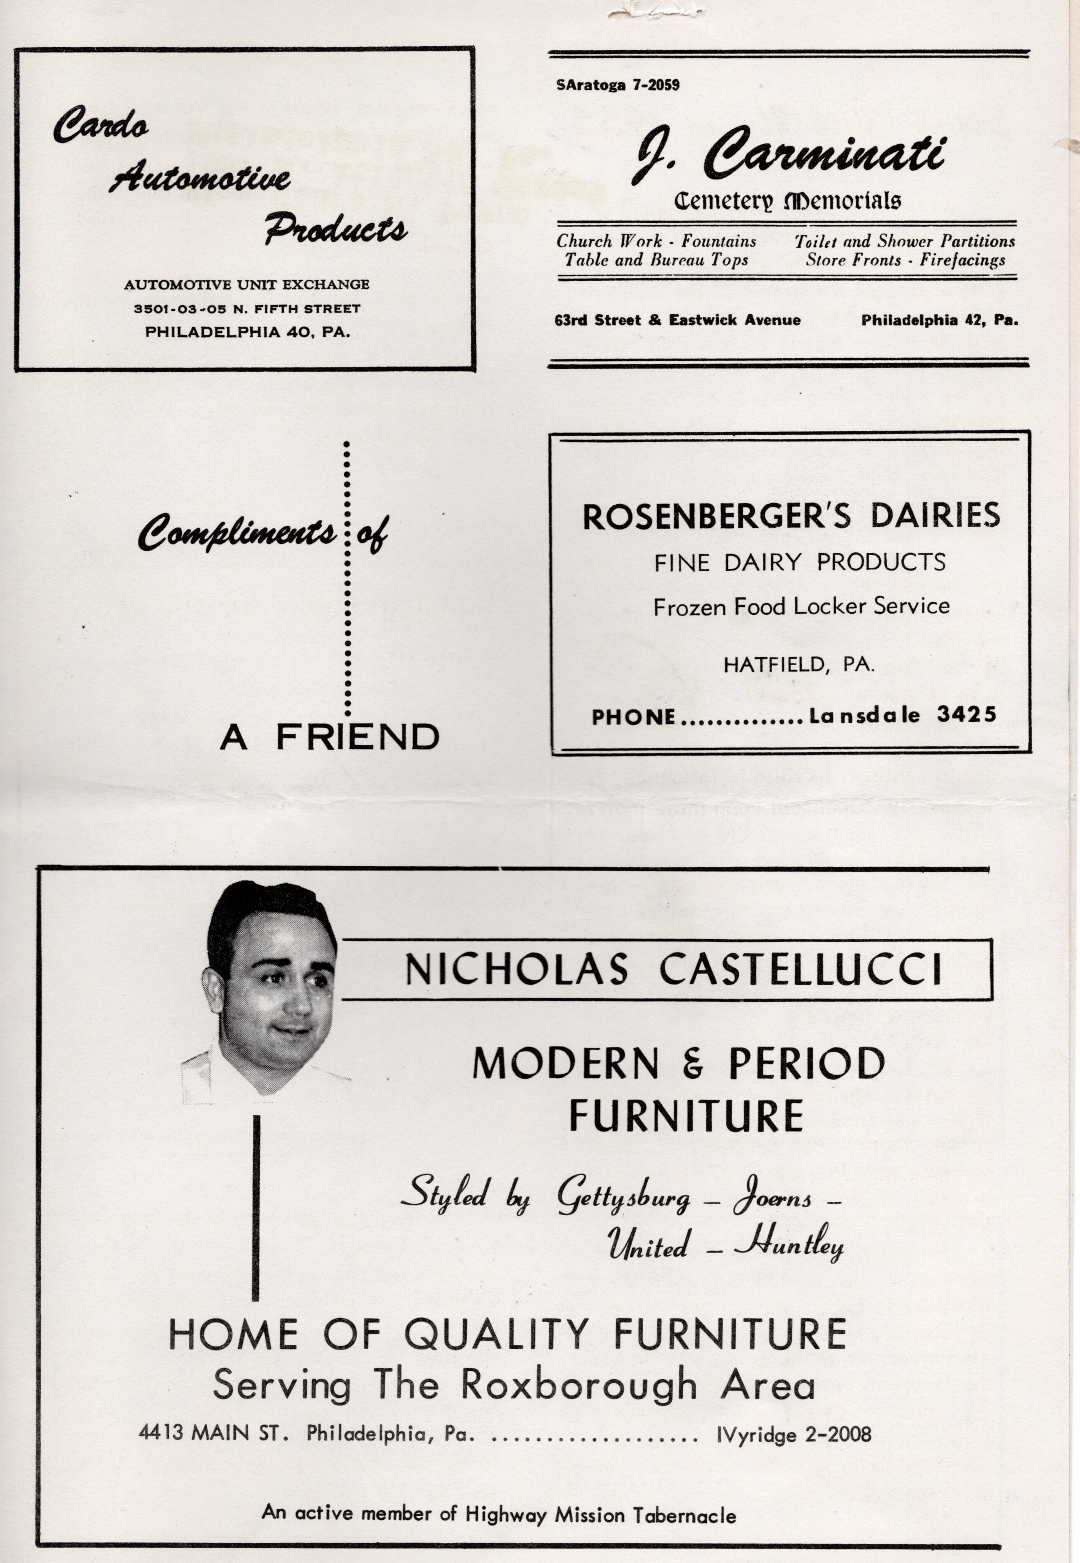 Cardo
Automotive
Products
AUTOMOTIVE UNIT EXCHANGE
3501-03-05 N. FIFTH STREET
PHILADELPHIA 40, PA.
SAratoga 7-2059
J. Carminati
Cemetery Memorials
Church Work - Fountains
Table and Bureau Tops
Toilet and Shower Partitions
Store Fronts - Firefacings
63rd Street & Eastwick Avenue Philadelphia 42, Pa.
Compliments of
A FRIEND
ROSENBERGER'S DAIRIES
FINE DAIRY PRODUCTS
Frozen Food Locker Service
HATFIELD, PA.
PHONE.............. Lansdale 3425
NICHOLAS CASTELLUCCI
MODERN & PERIOD
FURNITURE
Styled by Gettysburg – Joerns –
United – Huntley
HOME OF QUALITY FURNITURE
Serving The Roxborough Area
4413 MAIN ST. Philadelphia, Pa. ................... IVyridge 2-2008
An active member of Highway Mission Tabernacle